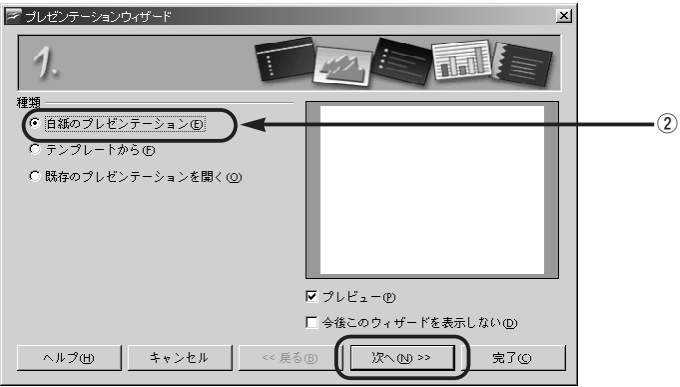 プレゼンテーションウィザード
1.
種類
白紙のプレゼンテーション(E)
②
テンプレートから(F)
既存のプレゼンテーションを開く(O)
プレビュー(P)
今後このウィザードを表示しない(D)
ヘルプ(H) キャンセル << 戻る(B) 次へ(N) >> 完了(C)